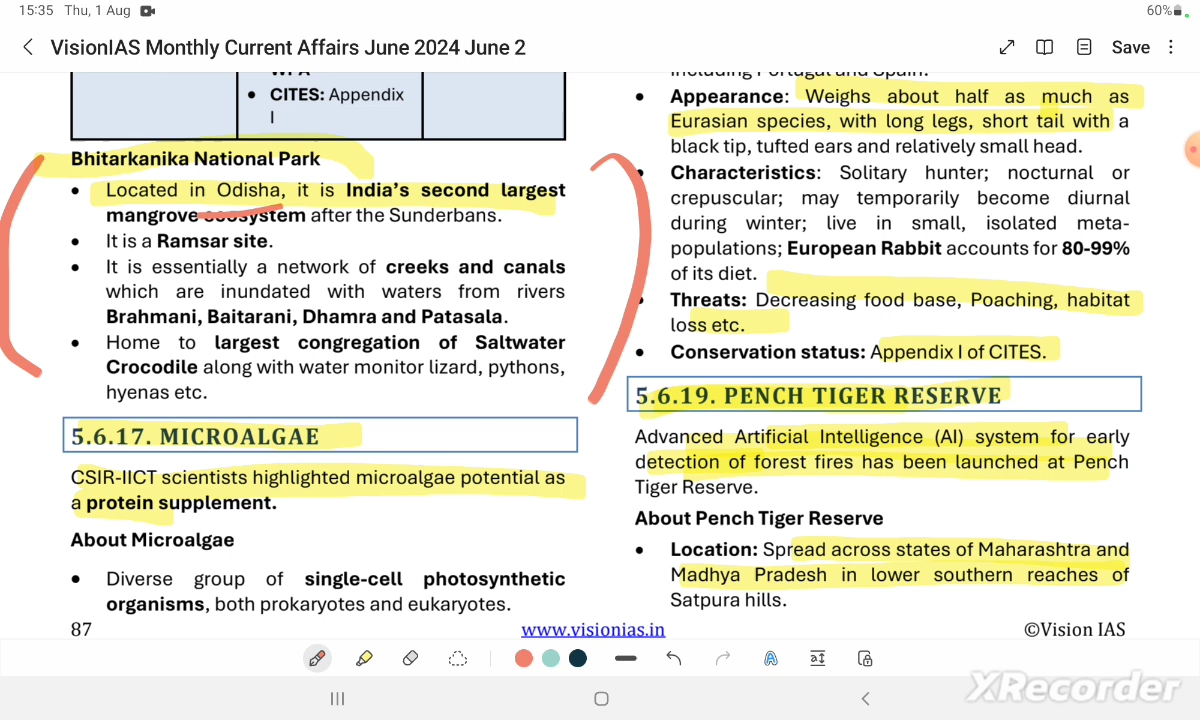 15:35 Thu, 1 Aug
60%
VisionIAS Monthly Current Affairs June 2024 June 2
Save
• CITES: Appendix
I
Bhitarkanika National Park
• Located in Odisha, it is India's second largest
mangrove ecosystem after the Sunderbans.
• It is a Ramsar site.
• It is essentially a network of creeks and canals
which are inundated with waters from rivers
Brahmani, Baitarani, Dhamra and Patasala.
• Home to largest congregation of Saltwater
Crocodile along with water monitor lizard, pythons,
hyenas etc.
5.6.17. MICROALGAE
CSIR-IICT scientists highlighted microalgae potential as
a protein supplement.
About Microalgae
• Diverse group of single-cell photosynthetic
organisms, both prokaryotes and eukaryotes.
including Portugal and Spain.
• Appearance: Weighs about half as much as
Eurasian species, with long legs, short tail with a
black tip, tufted ears and relatively small head.
• Characteristics: Solitary hunter; nocturnal or
crepuscular; may temporarily become diurnal
during winter; live in small, isolated meta-
populations; European Rabbit accounts for 80-99%
of its diet.
• Threats: Decreasing food base, Poaching, habitat
loss etc.
• Conservation status: Appendix I of CITES.
5.6.19. PENCH TIGER RESERVE
Advanced Artificial Intelligence (AI) system for early
detection of forest fires has been launched at Pench
Tiger Reserve.
About Pench Tiger Reserve
• Location: Spread across states of Maharashtra and
Madhya Pradesh in lower southern reaches of
Satpura hills.
87
www.visionias.in
©Vision IAS
XRecorder